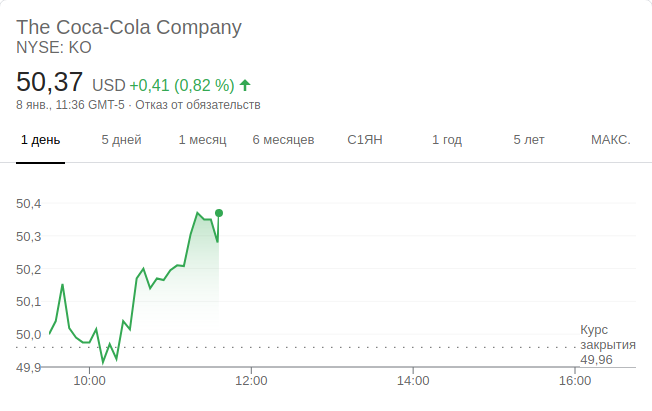 The Coca-Cola Company
NYSE: KO
50,37 USD +0,41 (0,82 %)
8 янв., 11:36 GMT-5 · Отказ от обязательств
1 день 5 дней 1 месяц 6 месяцев С1ЯН 1 год 5 лет МАКС.
50,4
50,3
50,2
50,1
50,0
49,9
Курс
закрытия
49,96
10:00 12:00 14:00 16:00